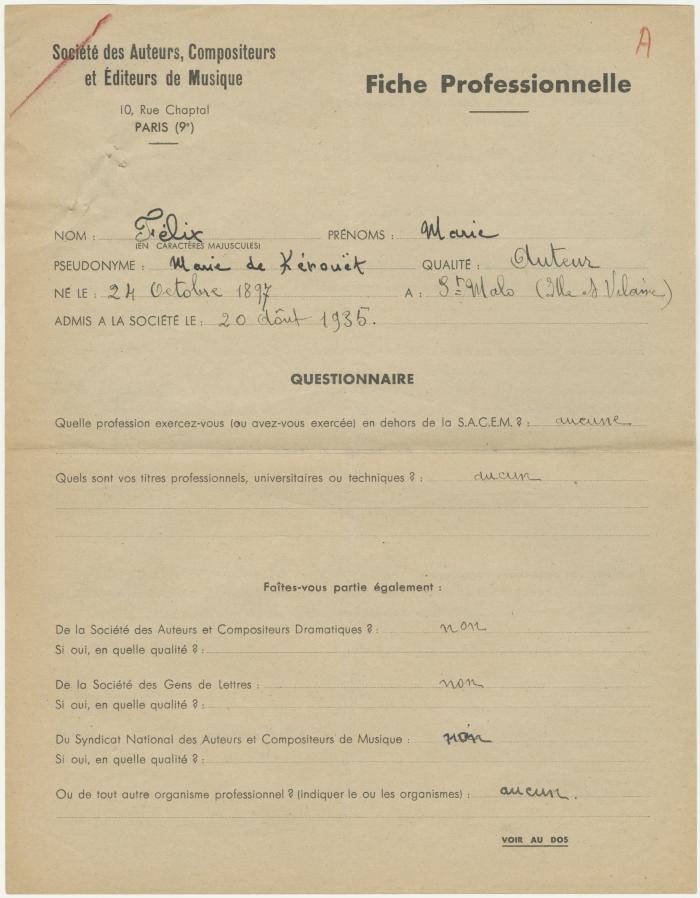 Société des Auteurs, Compositeurs
et Éditeurs de Musique
10, Rue Chaptal
PARIS (9e)
A
Fiche Professionnelle
NOM : Félix PRÉNOMS : Marie
(EN CARACTÈRES MAJUSCULES)
PSEUDONYME : Marie de Kérouëk QUALITÉ : Auteur
NÉ LE : 24 Octobre 1897 A : St Malo (Ille et Vilaine)
ADMIS A LA SOCIÉTÉ LE : 20 Août 1935.
QUESTIONNAIRE
Quelle profession exercez-vous (ou avez-vous exercée) en dehors de la S.A.C.E.M. ? : aucune
Quels sont vos titres professionnels, universitaires ou techniques ? : aucun
Faîtes-vous partie également :
De la Société des Auteurs et Compositeurs Dramatiques ? : non
Si oui, en quelle qualité ? :
De la Société des Gens de Lettres : non
Si oui, en quelle qualité ? :
Du Syndicat National des Auteurs et Compositeurs de Musique : non
Si oui, en quelle qualité ? :
Ou de tout autre organisme professionnel ? (indiquer le ou les organismes) : aucun.
VOIR AU DOS